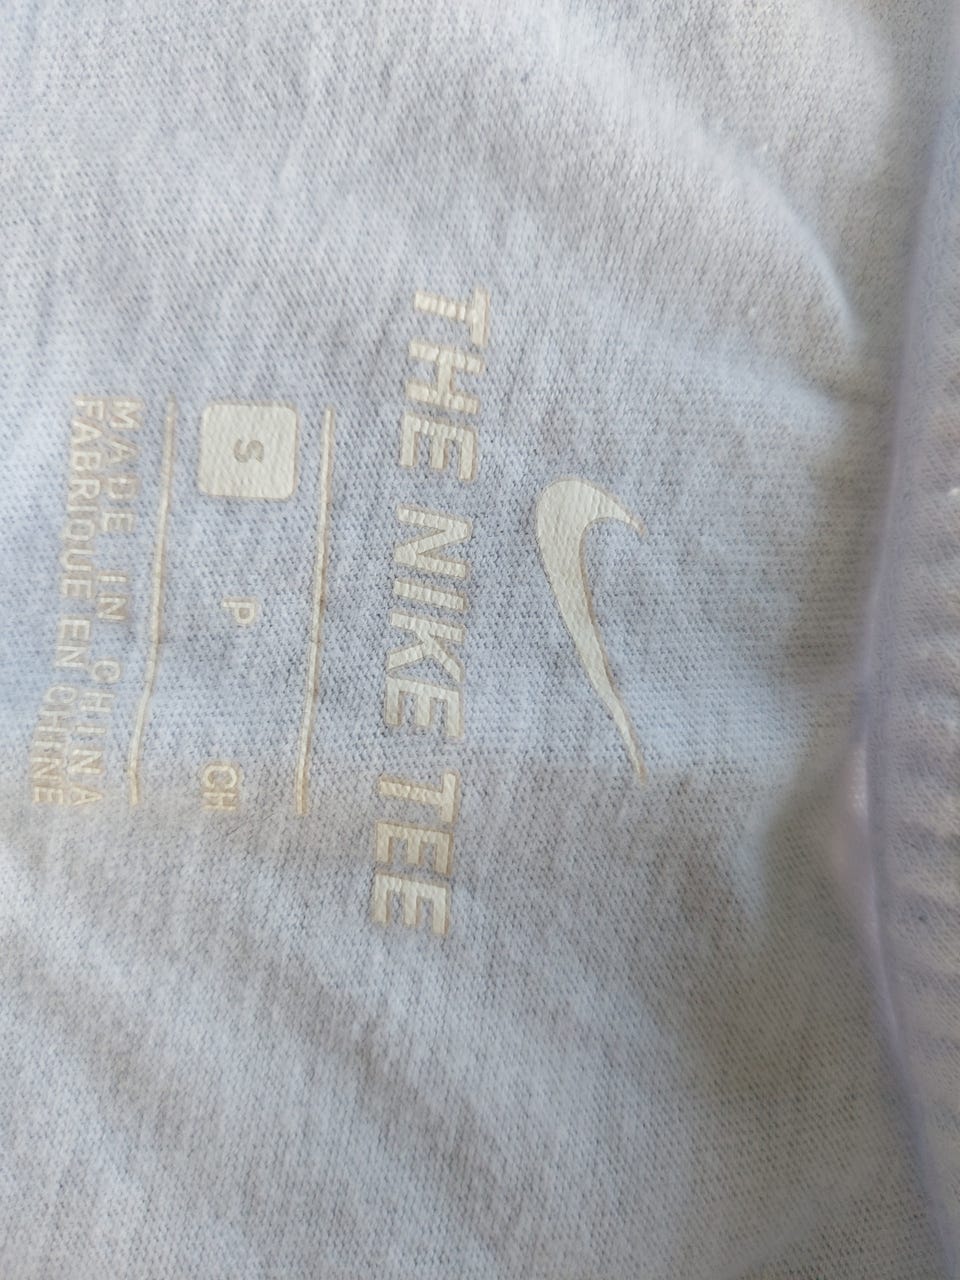 THE NIKE TEE
S P CH
MADE IN CHINA
FABRIQUE EN CHINE